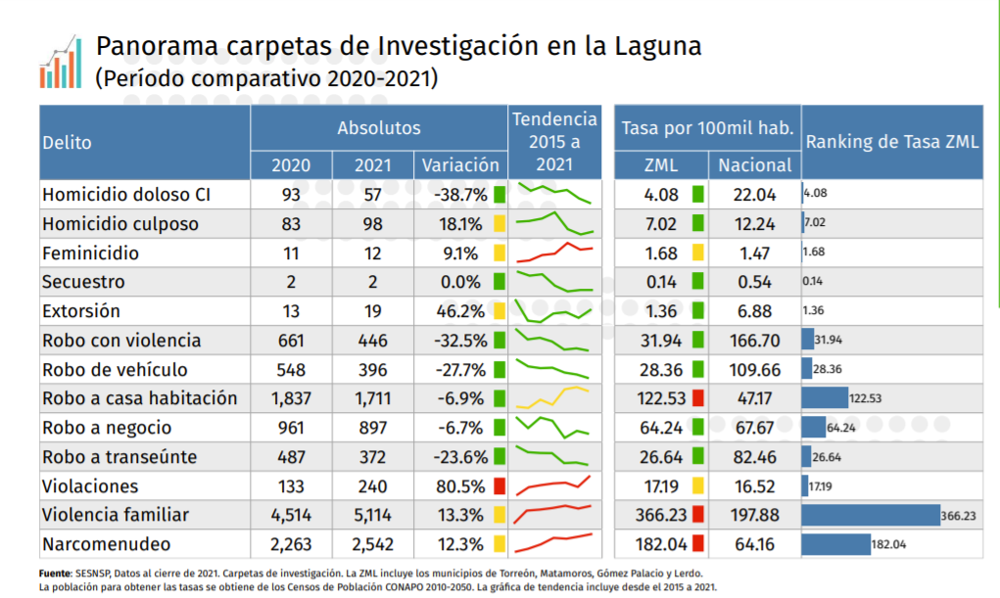 Panorama carpetas de Investigación en la Laguna
(Período comparativo 2020-2021)
Delito Absolutos Tendencia 2015 a 2021 Tasa por 100mil hab. Ranking de Tasa ZML
2020 2021 Variación ZML Nacional
Homicidio doloso CI 93 57 -38.7% 4.08 22.04 4.08
Homicidio culposo 83 98 18.1% 7.02 12.24 7.02
Feminicidio 11 12 9.1% 1.68 1.47 1.68
Secuestro 2 2 0.0% 0.14 0.54 0.14
Extorsión 13 19 46.2% 1.36 6.88 1.36
Robo con violencia 661 446 -32.5% 31.94 166.70 31.94
Robo de vehículo 548 396 -27.7% 28.36 109.66 28.36
Robo a casa habitación 1,837 1,711 -6.9% 122.53 47.17 122.53
Robo a negocio 961 897 -6.7% 64.24 67.67 64.24
Robo a transeúnte 487 372 -23.6% 26.64 82.46 26.64
Violaciones 133 240 80.5% 17.19 16.52 17.19
Violencia familiar 4,514 5,114 13.3% 366.23 197.88 366.23
Narcomenudeo 2,263 2,542 12.3% 182.04 64.16 182.04
Fuente: SESNSP, Datos al cierre de 2021. Carpetas de investigación. La ZML incluye los municipios de Torreón, Matamoros, Gómez Palacio y Lerdo.
La población para obtener las tasas se obtiene de los Censos de Población CONAPO 2010-2050. La gráfica de tendencia incluye desde el 2015 a 2021.